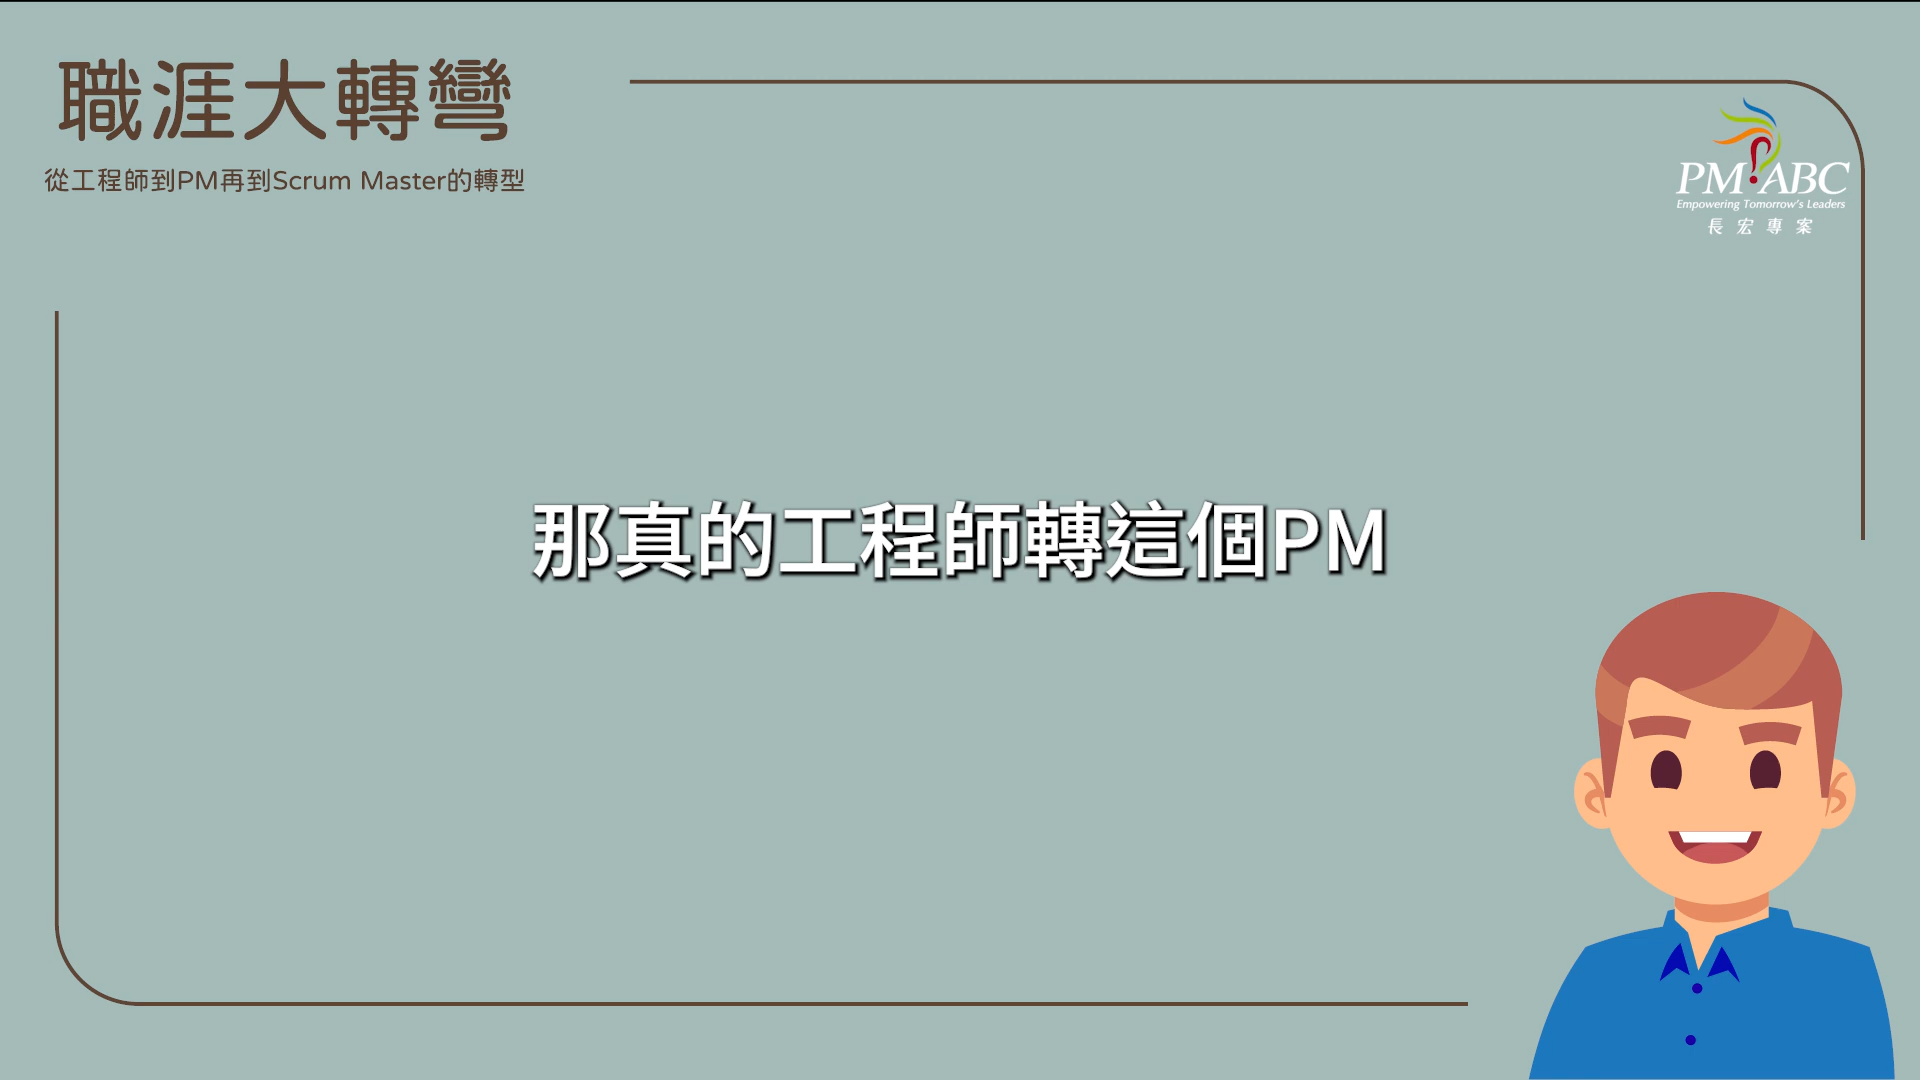 職涯大轉彎
從工程師到PM再到Scrum Master的轉型
PM ABC
Empowering Tomorrow's Leaders
長宏專案
那真的工程師轉這個PM